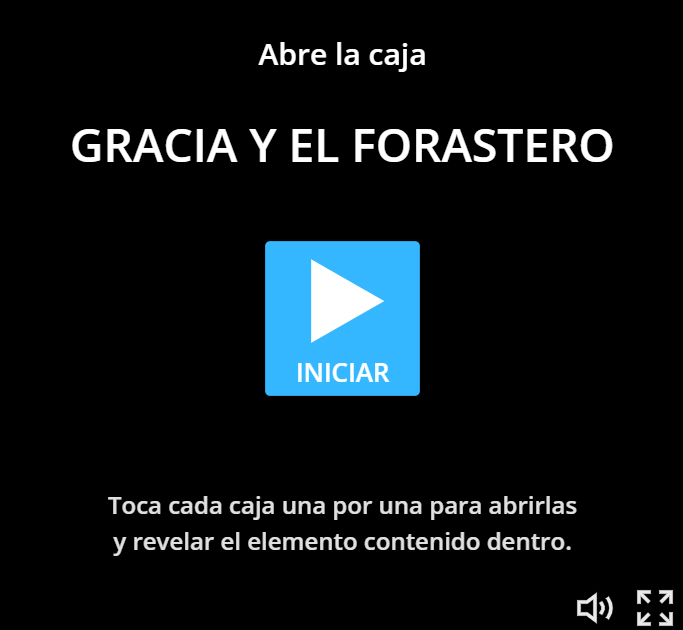 Abre la caja
GRACIA Y EL FORASTERO
INICIAR
Toca cada caja una por una para abrirlas
y revelar el elemento contenido dentro.